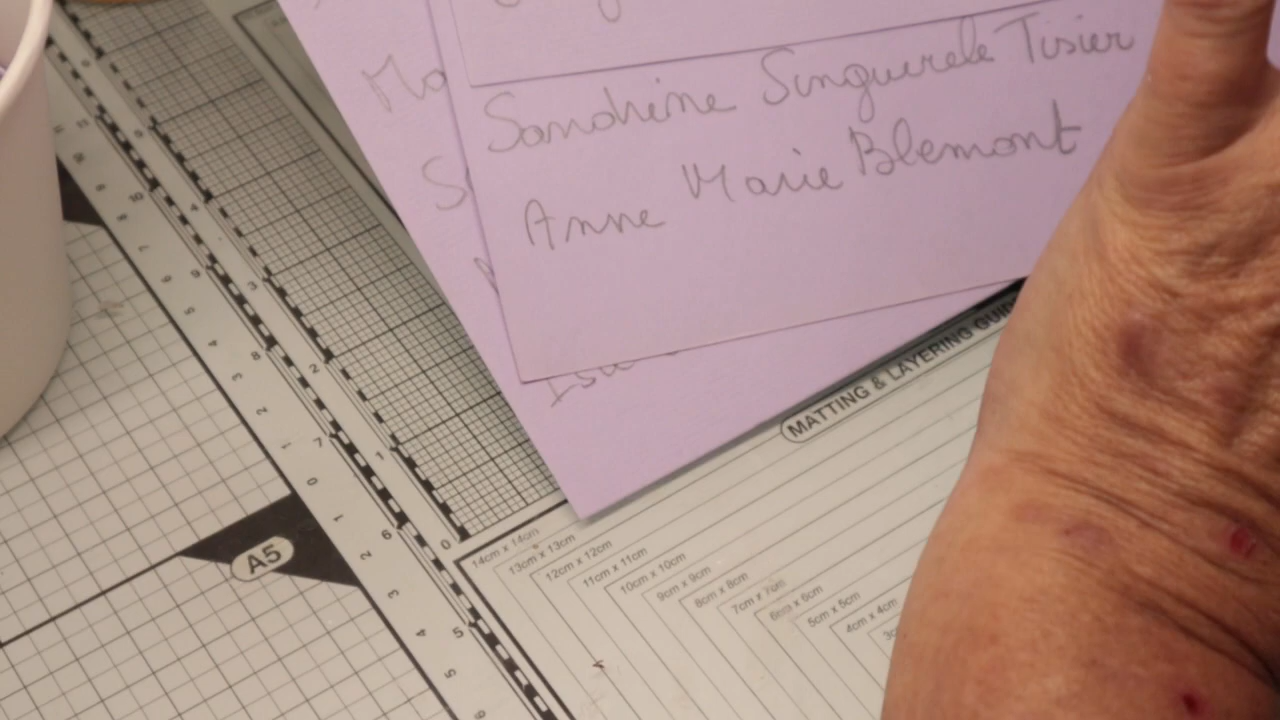 Sandrine Singuerele Tisier
Anne Marie Blemont
Ma
S
MATTING & LAYERING GUIDE
A5
14cm x 14cm
13cm x 13cm
12cm x 12cm
11cm x 11cm
10cm x 10cm
9cm x 9cm
8cm x 8cm
7cm x 7cm
6cm x 6cm
5cm x 5cm
4cm x 4cm